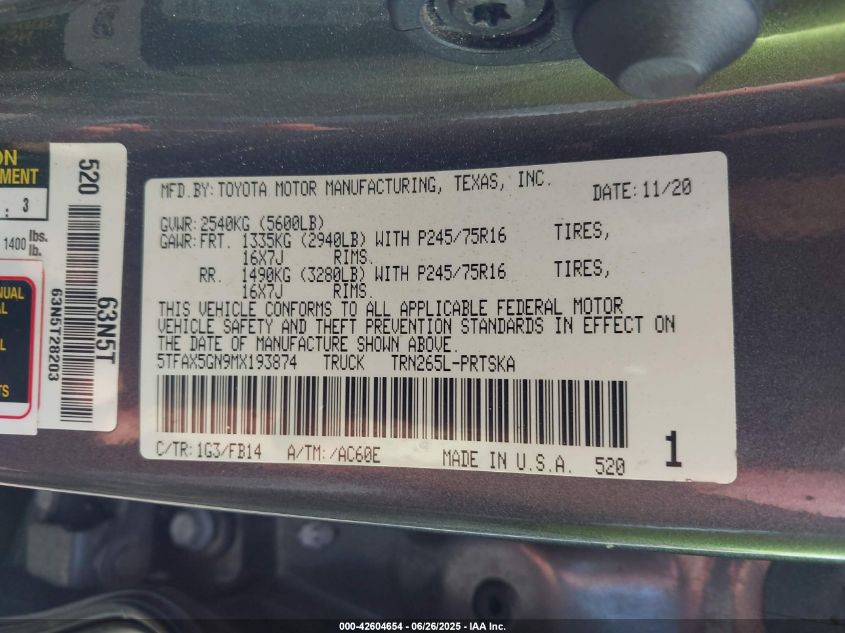 ON
MENT
: 3
1400 lbs.
lb.
NUAL
AL
L
TS
520
63N5T
63N5T28203
MFD.BY:TOYOTA MOTOR MANUFACTURING, TEXAS, INC. DATE:11/20
GVWR:2540KG (5600LB)
GAWR:FRT. 1335KG (2940LB) WITH P245/75R16 TIRES,
16X7J RIMS.
RR. 1490KG (3280LB) WITH P245/75R16 TIRES,
16X7J RIMS.
THIS VEHICLE CONFORMS TO ALL APPLICABLE FEDERAL MOTOR
VEHICLE SAFETY AND THEFT PREVENTION STANDARDS IN EFFECT ON
THE DATE OF MANUFACTURE SHOWN ABOVE.
5TFAX5GN9MX193874 TRUCK TRN265L-PRTSKA
C/TR:1G3/FB14 A/TM:/AC60E MADE IN U.S.A. 520 1
000-42604654 / 06/26/2025 - IAA Inc.